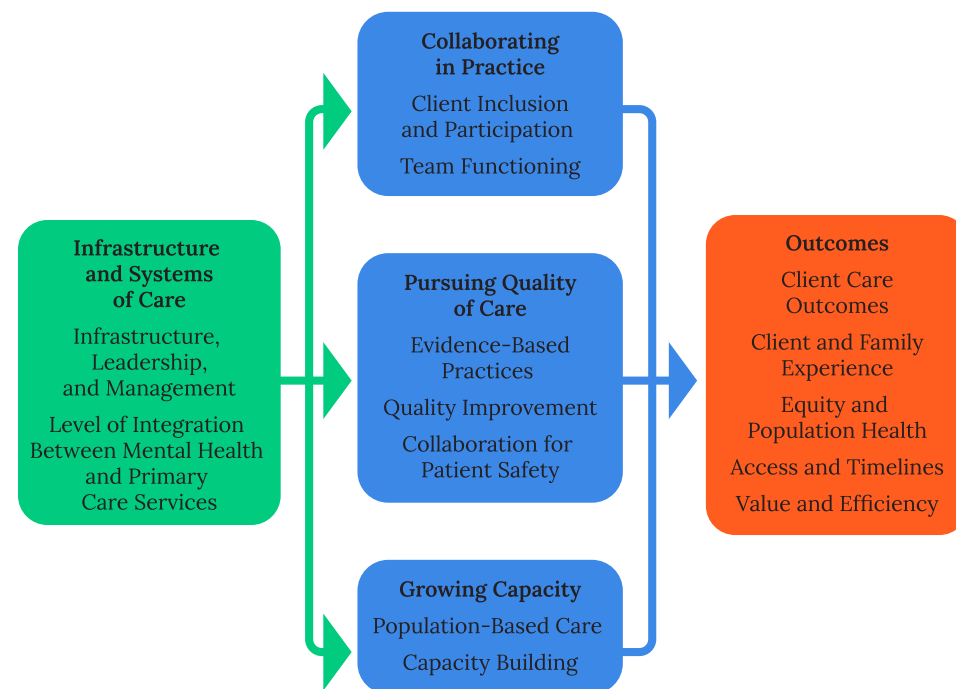 Infrastructure
and Systems
of Care
Infrastructure,
Leadership,
and Management
Level of Integration
Between Mental Health
and Primary
Care Services
Collaborating
in Practice
Client Inclusion
and Participation
Team Functioning
Pursuing Quality
of Care
Evidence-Based
Practices
Quality Improvement
Collaboration for
Patient Safety
Growing Capacity
Population-Based Care
Capacity Building
Outcomes
Client Care
Outcomes
Client and Family
Experience
Equity and
Population Health
Access and Timelines
Value and Efficiency